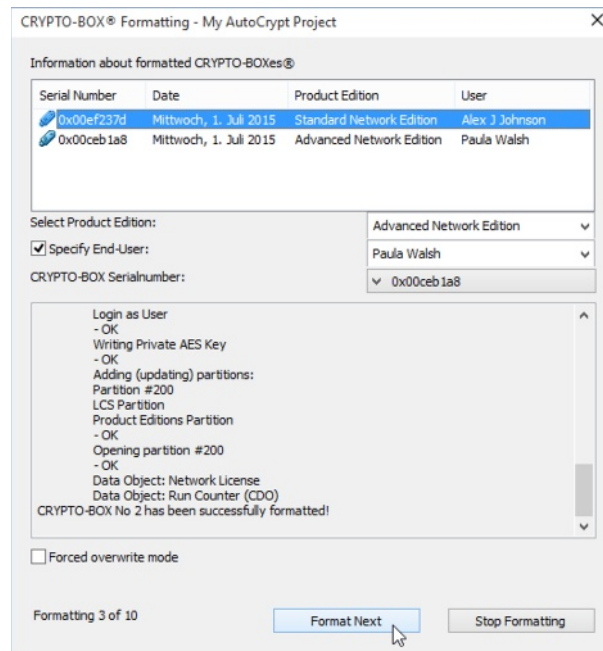 CRYPTO-BOX® Formatting - My AutoCrypt Project
Information about formatted CRYPTO-BOXes®
Serial Number Date Product Edition User
0x00ef237d Mittwoch, 1. Juli 2015 Standard Network Edition Alex J Johnson
0x00ceb1a8 Mittwoch, 1. Juli 2015 Advanced Network Edition Paula Walsh
Select Product Edition: Advanced Network Edition
Specify End-User: Paula Walsh
CRYPTO-BOX Serialnumber: 0x00ceb1a8
Login as User
- OK
Writing Private AES Key
- OK
Adding (updating) partitions:
Partition #200
LCS Partition
Product Editions Partition
- OK
Opening partition #200
- OK
Data Object: Network License
Data Object: Run Counter (CDO)
CRYPTO-BOX No 2 has been successfully formatted!
Forced overwrite mode
Formatting 3 of 10 Format Next Stop Formatting